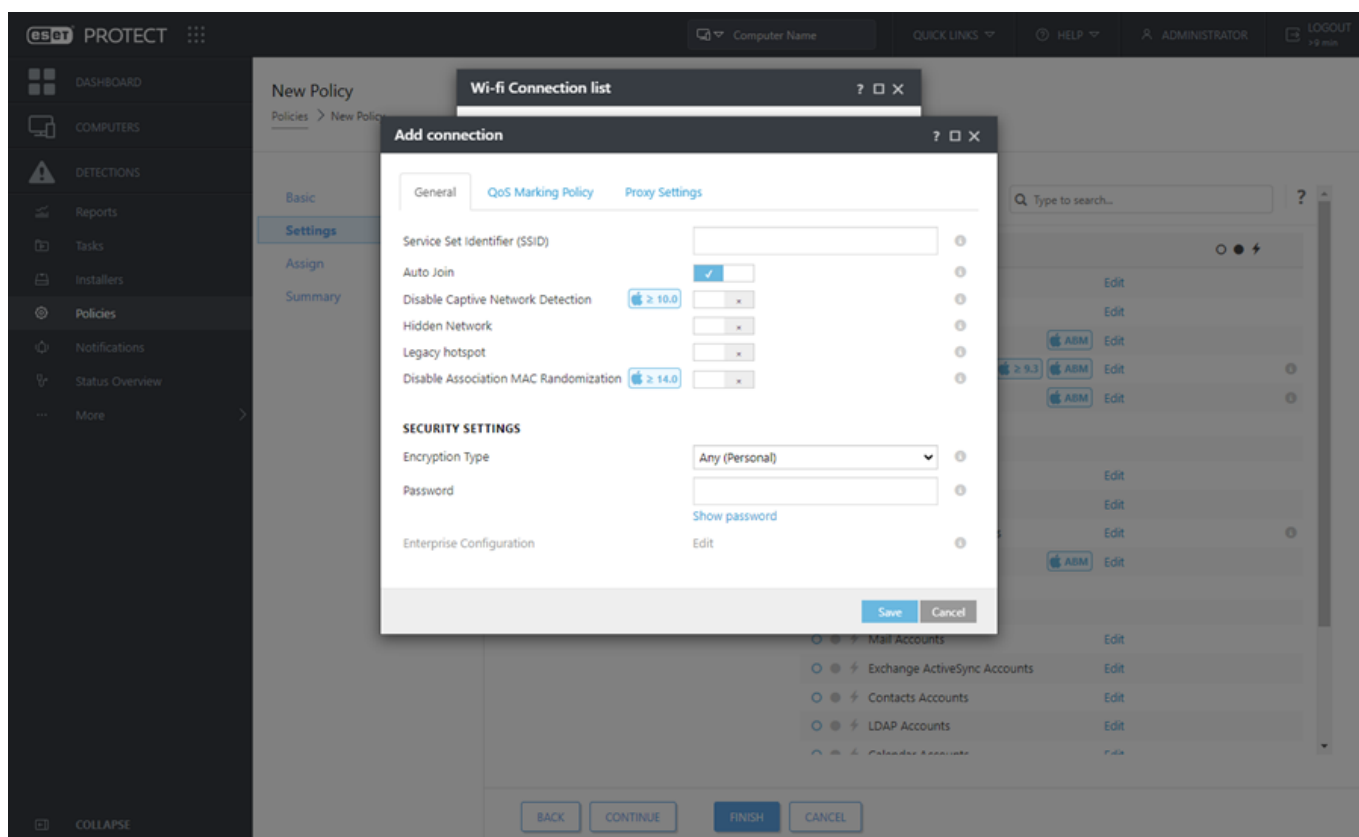 eset PROTECT
Computer Name
QUICK LINKS
HELP
ADMINISTRATOR
LOGOUT
>9 min
DASHBOARD
COMPUTERS
DETECTIONS
Reports
Tasks
Installers
Policies
Notifications
Status Overview
More
COLLAPSE
New Policy
Policies > New Policy
Basic
Settings
Assign
Summary
Wi-fi Connection list
?
Add connection
?
General
QoS Marking Policy
Proxy Settings
Service Set Identifier (SSID)
Auto Join
Disable Captive Network Detection ≥ 10.0
Hidden Network
Legacy hotspot
Disable Association MAC Randomization ≥ 14.0
SECURITY SETTINGS
Encryption Type Any (Personal)
Password
Show password
Enterprise Configuration Edit
Save Cancel
Type to search...
?
Edit
Edit
ABM Edit
≥ 9.3 ABM Edit
ABM Edit
Edit
Edit
Edit
ABM Edit
Mail Accounts Edit
Exchange ActiveSync Accounts Edit
Contacts Accounts Edit
LDAP Accounts Edit
Calendar Accounts Edit
BACK CONTINUE FINISH CANCEL